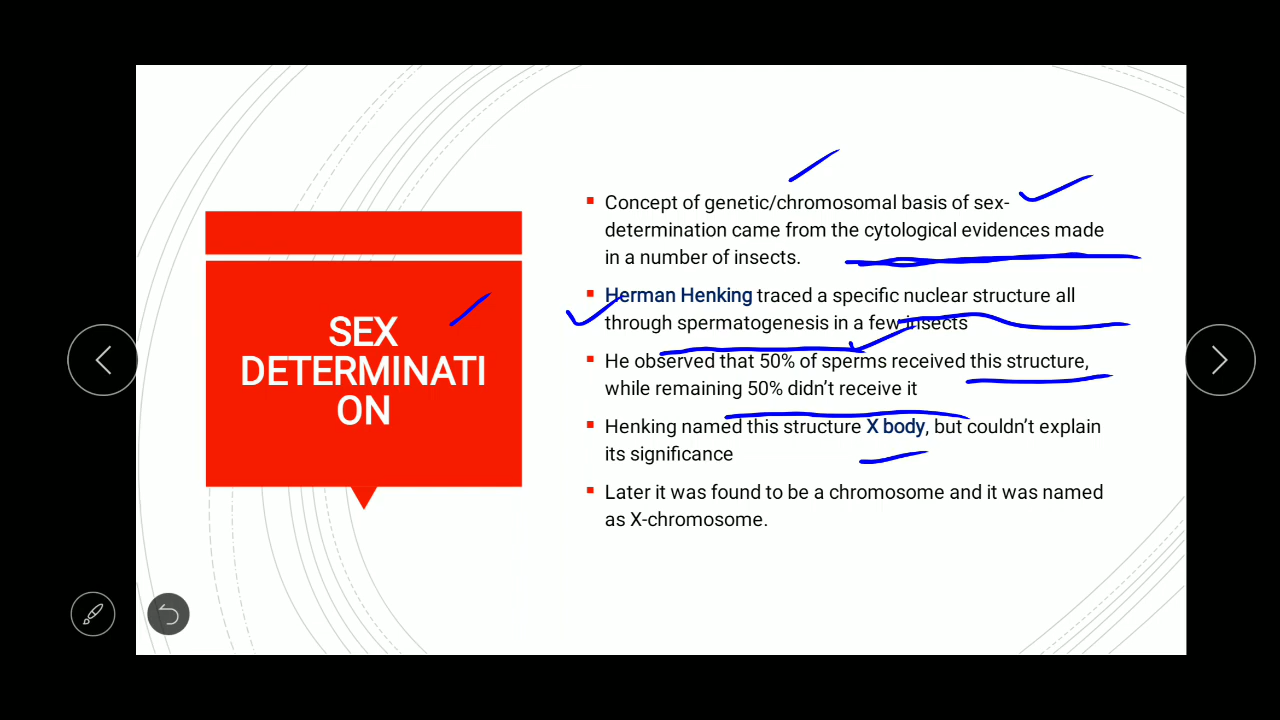 SEX
DETERMINATI
ON
Concept of genetic/chromosomal basis of sex-
determination came from the cytological evidences made
in a number of insects.
Herman Henking traced a specific nuclear structure all
through spermatogenesis in a few insects
He observed that 50% of sperms received this structure,
while remaining 50% didn’t receive it
Henking named this structure X body, but couldn’t explain
its significance
Later it was found to be a chromosome and it was named
as X-chromosome.